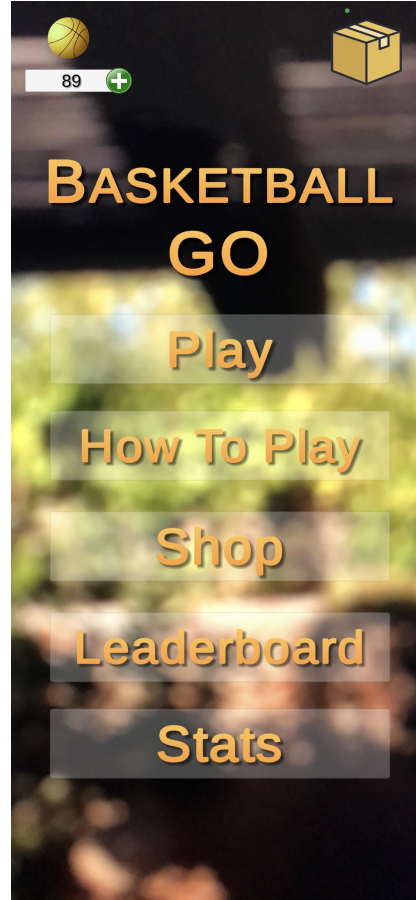 89
BASKETBALL
GO
Play
How To Play
Shop
Leaderboard
Stats